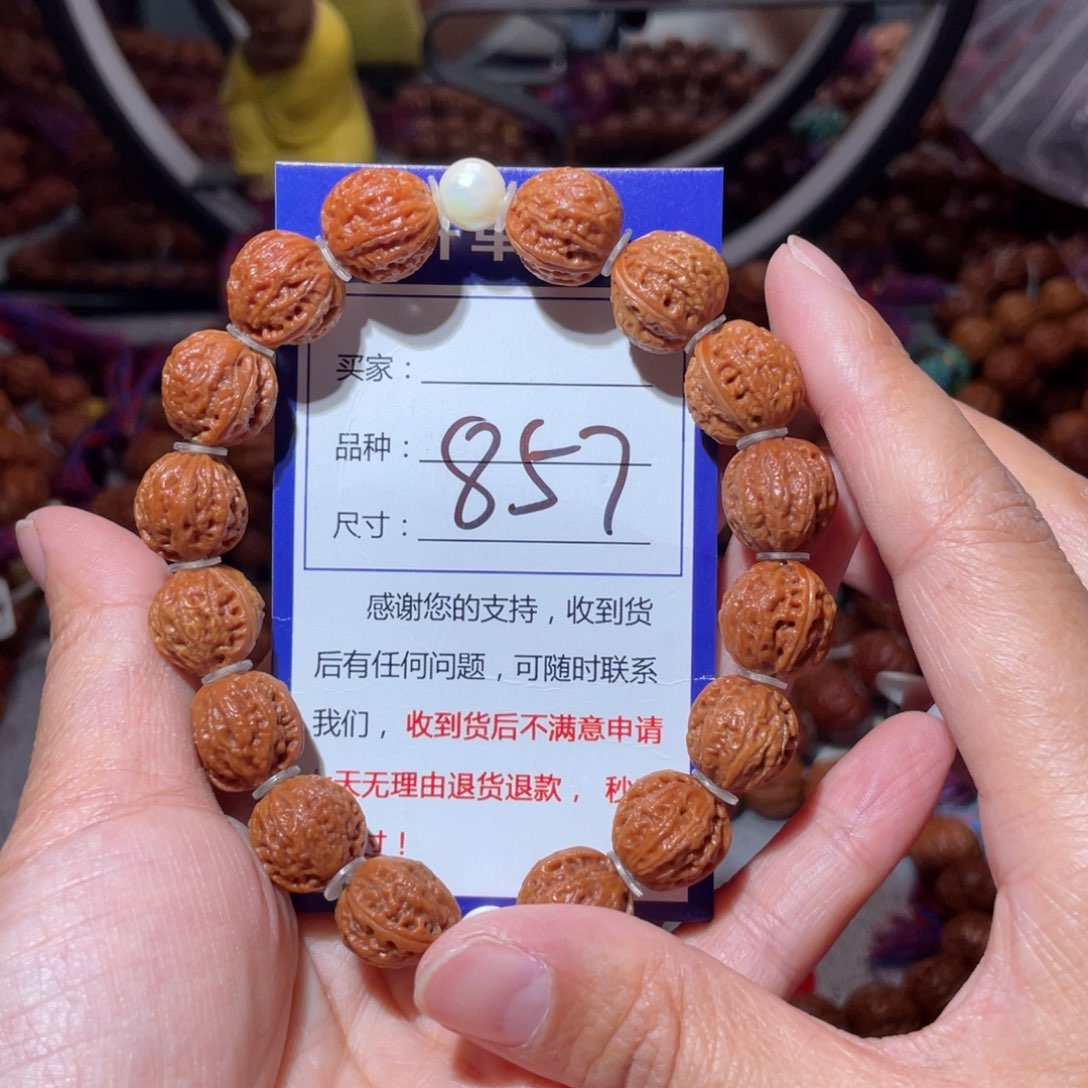 买家：
品种：
857
尺寸：
感谢您的支持，收到货
后有任何问题，可随时联系
我们，收到货后不满意申请
天无理由退货退款，秒
！